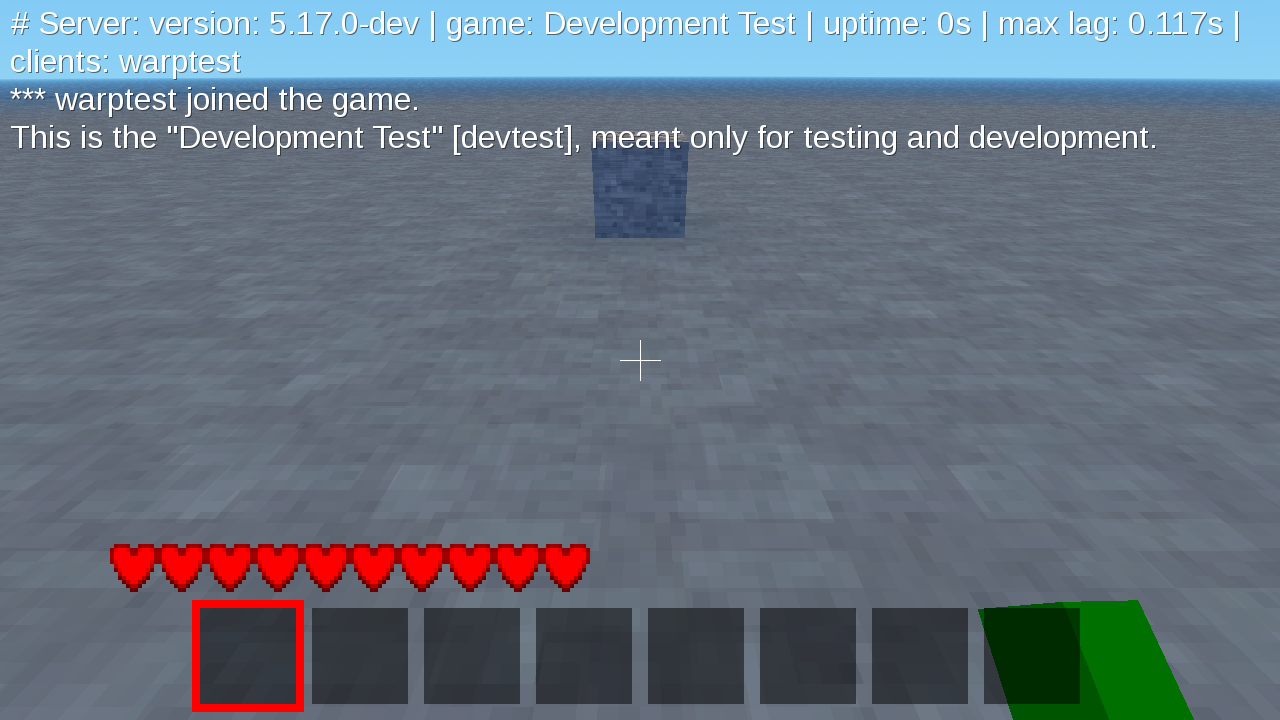 # Server: version: 5.17.0-dev | game: Development Test | uptime: 0s | max lag: 0.117s |
clients: warptest
*** warptest joined the game.
This is the "Development Test" [devtest], meant only for testing and development.